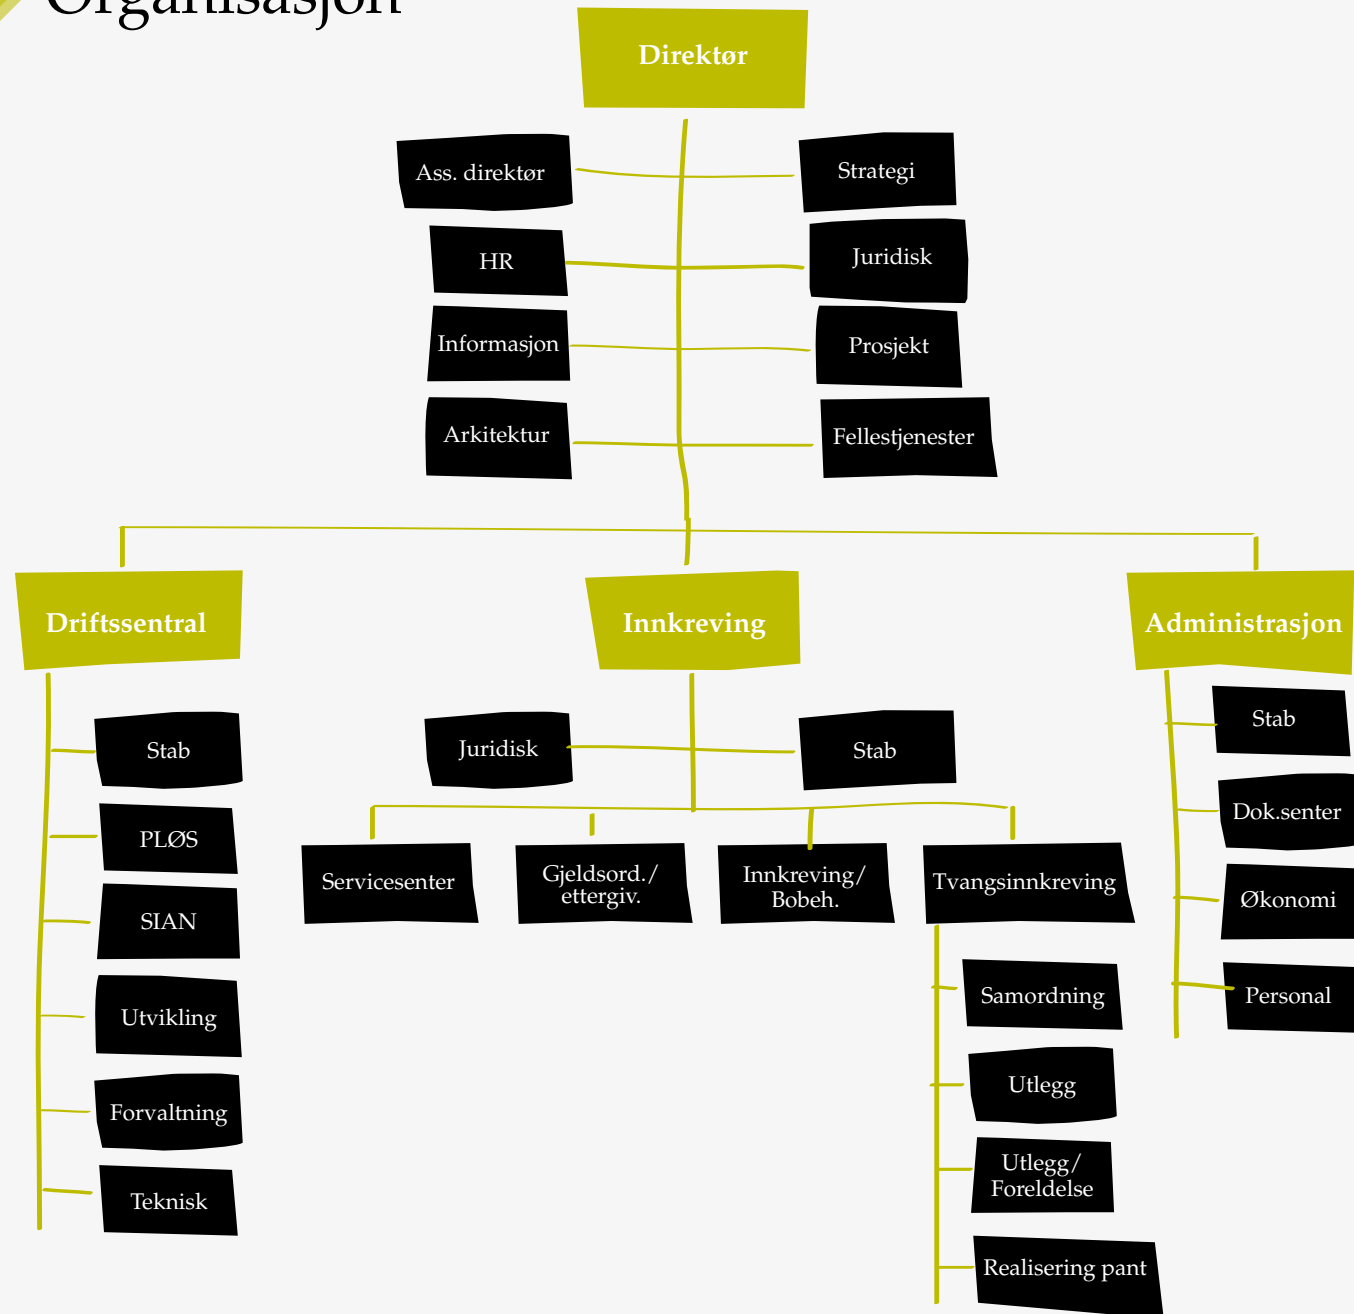 Organisasjon
Direktør
Ass. direktør
Strategi
HR
Juridisk
Informasjon
Prosjekt
Arkitektur
Fellestjenester
Driftssentral
Innkreving
Administrasjon
Stab
PLØS
SIAN
Utvikling
Forvaltning
Teknisk
Juridisk
Stab
Servicesenter
Gjeldsord./
ettergiv.
Innkreving/
Bobeh.
Tvangsinnkreving
Samordning
Utlegg
Utlegg/
Foreldelse
Realisering pant
Stab
Dok.senter
Økonomi
Personal